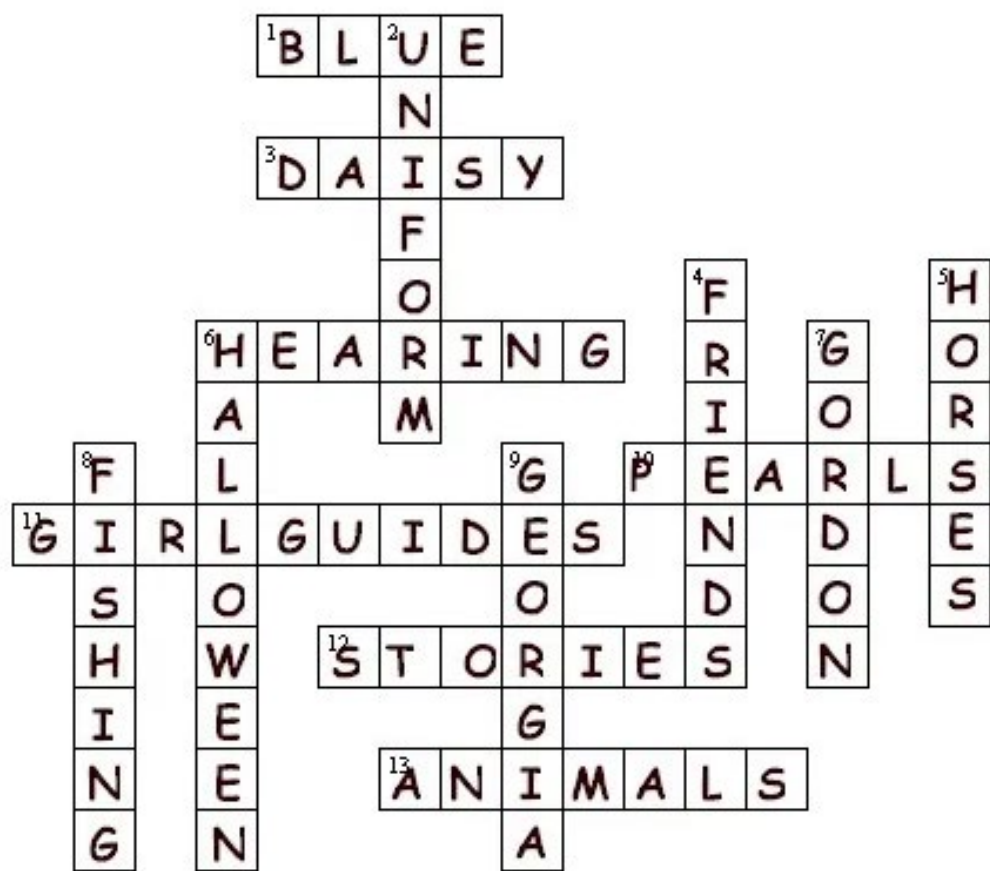 1 BLUE
2 UNIFORM
3 DAISY
4 FRIENDS
5 HORSES
6 HEARING
6 HALLOWEEN
7 GORDON
8 FISHING
9 GEORGIA
10 PEARLS
11 GIRLGUIDES
12 STORIES
13 ANIMALS